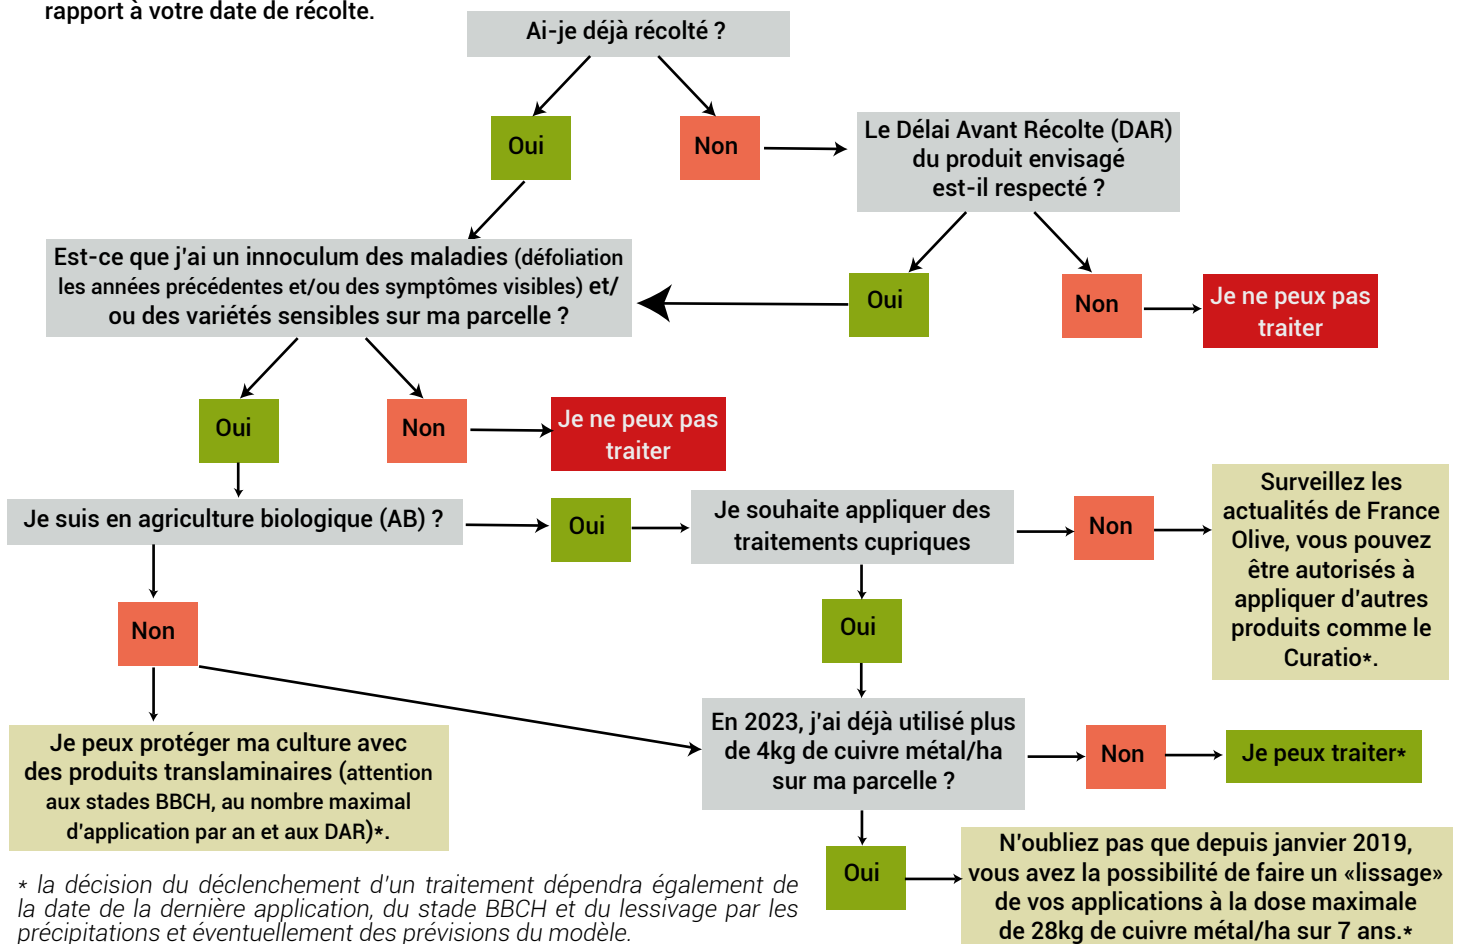 rapport à votre date de récolte.
Ai-je déjà récolté ?
Oui
Non
Le Délai Avant Récolte (DAR)
du produit envisagé
est-il respecté ?
Est-ce que j'ai un innoculum des maladies (défoliation
les années précédentes et/ou des symptômes visibles) et/
ou des variétés sensibles sur ma parcelle ?
Oui
Non
Je ne peux pas
traiter
Oui
Non
Je ne peux pas
traiter
Je suis en agriculture biologique (AB) ?
Oui
Je souhaite appliquer des
traitements cupriques
Non
Surveillez les
actualités de France
Olive, vous pouvez
être autorisés à
appliquer d'autres
produits comme le
Curatio*.
Non
Oui
Je peux protéger ma culture avec
des produits translaminaires (attention
aux stades BBCH, au nombre maximal
d'application par an et aux DAR)*.
En 2023, j'ai déjà utilisé plus
de 4kg de cuivre métal/ha
sur ma parcelle ?
Non
Je peux traiter*
Oui
N'oubliez pas que depuis janvier 2019,
vous avez la possibilité de faire un «lissage»
de vos applications à la dose maximale
de 28kg de cuivre métal/ha sur 7 ans.*
* la décision du déclenchement d'un traitement dépendra également de
la date de la dernière application, du stade BBCH et du lessivage par les
précipitations et éventuellement des prévisions du modèle.